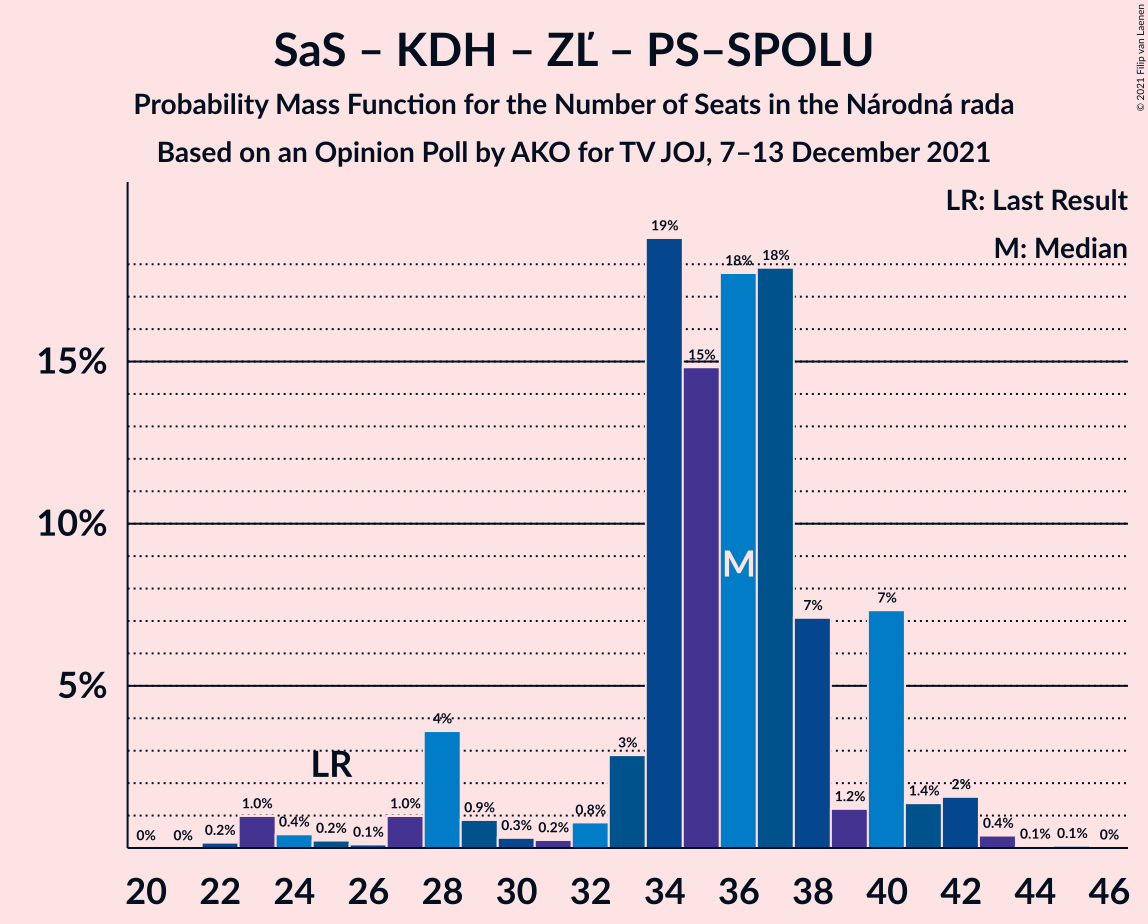 SaS – KDH – ZĽ – PS–SPOLU
Probability Mass Function for the Number of Seats in the Národná rada
Based on an Opinion Poll by AKO for TV JOJ, 7–13 December 2021
© 2021 Filip van Laenen
LR: Last Result
M: Median
15%
10%
5%
0% 0% 0.2% 1.0% 0.4% 0.2% 0.1% 1.0% 4% 0.9% 0.3% 0.2% 0.8% 3% 19% 15% 18% 18% 7% 1.2% 7% 1.4% 2% 0.4% 0.1% 0.1% 0%
LR
M
20 22 24 26 28 30 32 34 36 38 40 42 44 46